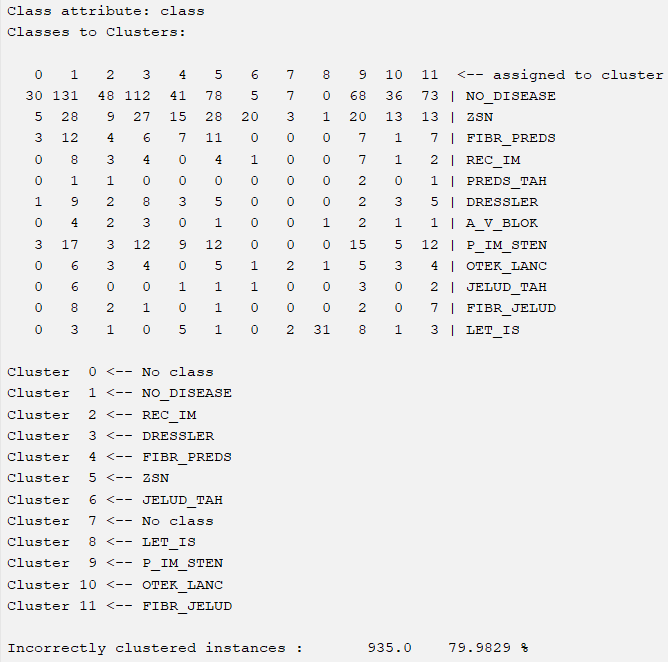 Class attribute: class
Classes to Clusters:
0 1 2 3 4 5 6 7 8 9 10 11 <-- assigned to cluster
30 131 48 112 41 78 5 7 0 68 36 73 | NO_DISEASE
5 28 9 27 15 28 20 3 1 20 13 13 | ZSN
3 12 4 6 7 11 0 0 0 7 1 7 | FIBR_PREDS
0 8 3 4 0 4 1 0 0 7 1 2 | REC_IM
0 1 1 0 0 0 0 0 0 2 0 1 | PREDS_TAH
1 9 2 8 3 5 0 0 0 2 3 5 | DRESSLER
0 4 2 3 0 1 0 0 1 2 1 1 | A_V_BLOK
3 17 3 12 9 12 0 0 0 15 5 12 | P_IM_STEN
0 6 3 4 0 5 1 2 1 5 3 4 | OTEK_LANC
0 6 0 0 1 1 1 0 0 3 0 2 | JELUD_TAH
0 8 2 1 0 1 0 0 0 2 0 7 | FIBR_JELUD
0 3 1 0 5 1 0 2 31 8 1 3 | LET_IS
Cluster 0 <-- No class
Cluster 1 <-- NO_DISEASE
Cluster 2 <-- REC_IM
Cluster 3 <-- DRESSLER
Cluster 4 <-- FIBR_PREDS
Cluster 5 <-- ZSN
Cluster 6 <-- JELUD_TAH
Cluster 7 <-- No class
Cluster 8 <-- LET_IS
Cluster 9 <-- P_IM_STEN
Cluster 10 <-- OTEK_LANC
Cluster 11 <-- FIBR_JELUD
Incorrectly clustered instances : 935.0 79.9829 %